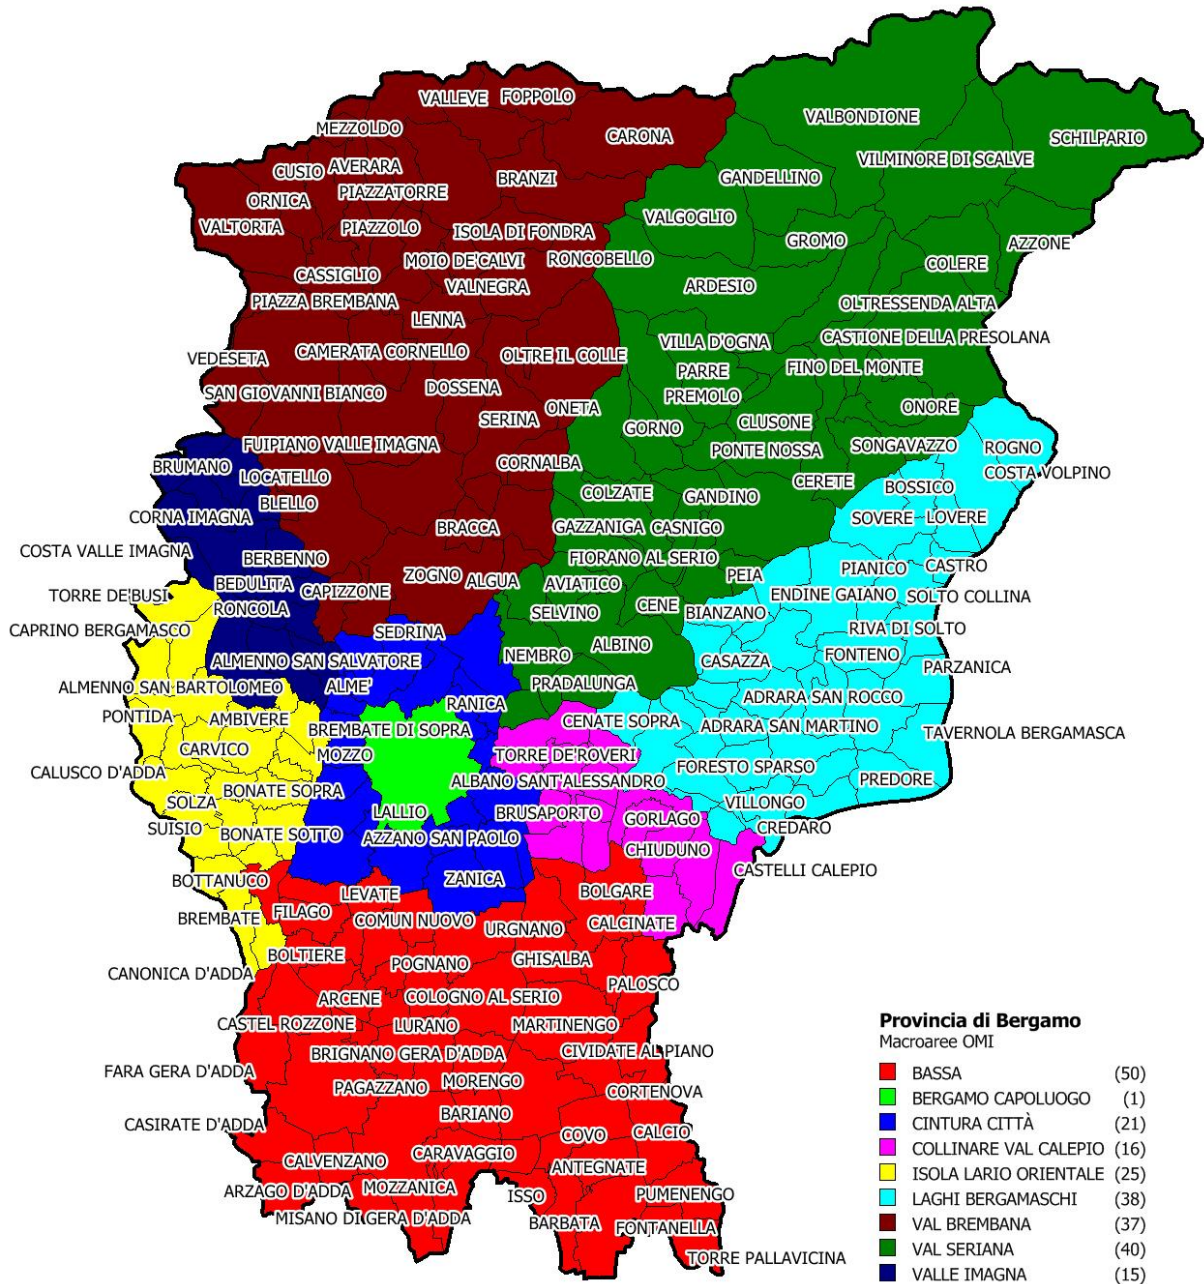 VALLEVE FOPPOLO
MEZZOLDO
CARONA
VALBONDIONE
SCHILPARIO
CUSIO AVERARA
VILMINORE DI SCALVE
ORNICA PIAZZATORRE BRANZI
GANDELLINO
VALTORTA PIAZZOLO ISOLA DI FONDRA
VALGOGLIO
GROMO
AZZONE
CASSIGLIO MOIO DE'CALVI RONCOBELLO
COLERE
PIAZZA BREMBANA VALNEGRA
ARDESIO
OLTRESSENDA ALTA
LENNA
VEDESETA CAMERATA CORNELLO OLTRE IL COLLE
VILLA D'OGNA CASTIONE DELLA PRESOLANA
SAN GIOVANNI BIANCO DOSSENA
PARRE FINO DEL MONTE
PREMOLO
SERINA ONETA
CLUSONE ONORE
GORNO
FUIPIANO VALLE IMAGNA
PONTE NOSSA SONGAVAZZO ROGNO
BRUMANO LOCATELLO CORNALBA
CERETE COSTA VOLPINO
BLELLO
COLZATE GANDINO BOSSICO
CORNA IMAGNA BRACCA
GAZZANIGA CASNIGO SOVERE LOVERE
COSTA VALLE IMAGNA BERBENNO
FIORANO AL SERIO
PIANICO CASTRO
BEDULITA CAPIZZONE ZOGNO ALGUA AVIATICO PEIA
TORRE DE'BUSI
ENDINE GAIANO SOLTO COLLINA
RONCOLA
SELVINO CENE BIANZANO
CAPRINO BERGAMASCO SEDRINA
RIVA DI SOLTO
ALBINO
ALMENNO SAN SALVATORE NEMBRO
CASAZZA FONTENO PARZANICA
ALMENNO SAN BARTOLOMEO ALME' PRADALUNGA
ADRARA SAN ROCCO
PONTIDA AMBIVERE RANICA
CENATE SOPRA ADRARA SAN MARTINO TAVERNOLA BERGAMASCA
BREMBATE DI SOPRA
CARVICO MOZZO TORRE DE'ROVERI
CALUSCO D'ADDA
FORESTO SPARSO PREDORE
BONATE SOPRA ALBANO SANT'ALESSANDRO
SOLZA LALLIO BRUSAPORTO
VILLONGO
SUISIO BONATE SOTTO GORLAGO CREDARO
AZZANO SAN PAOLO
CHIUDUNO
BOTTANUCO ZANICA CASTELLI CALEPIO
LEVATE BOLGARE
BREMBATE FILAGO COMUN NUOVO
URGNANO CALCINATE
BOLTIERE
CANONICA D'ADDA POGNANO GHISALBA
PALOSCO
ARCENE COLOGNO AL SERIO
CASTEL ROZZONE LURANO MARTINENGO
BRIGNANO GERA D'ADDA CIVIDATE AL PIANO
FARA GERA D'ADDA
PAGAZZANO MORENGO CORTENOVA
BARIANO
CASIRATE D'ADDA COVO CALCIO
CALVENZANO CARAVAGGIO
ANTEGNATE
ARZAGO D'ADDA MOZZANICA
ISSO PUMENENGO
MISANO DI GERA D'ADDA BARBATA
FONTANELLA
TORRE PALLAVICINA
Provincia di Bergamo
Macroaree OMI
BASSA (50)
BERGAMO CAPOLUOGO (1)
CINTURA CITTÀ (21)
COLLINARE VAL CALEPIO (16)
ISOLA LARIO ORIENTALE (25)
LAGHI BERGAMASCHI (38)
VAL BREMBANA (37)
VAL SERIANA (40)
VALLE IMAGNA (15)